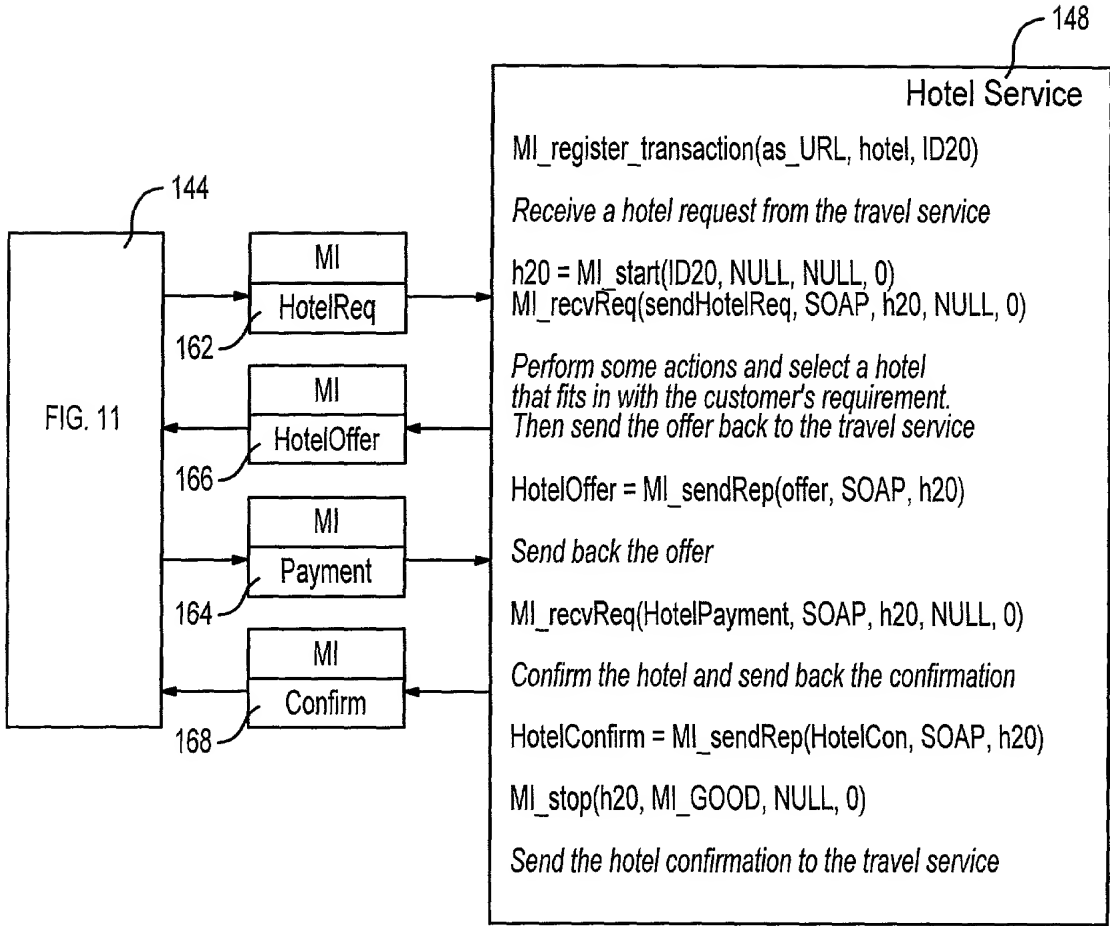 148
Hotel Service
MI_register_transaction(as_URL, hotel, ID20)
144
Receive a hotel request from the travel service
MI
HotelReq
162
h20 = MI_start(ID20, NULL, NULL, 0)
MI_recvReq(sendHotelReq, SOAP, h20, NULL, 0)
Perform some actions and select a hotel
that fits in with the customer's requirement.
Then send the offer back to the travel service
FIG. 11
MI
HotelOffer
166
HotelOffer = MI_sendRep(offer, SOAP, h20)
MI
Payment
164
Send back the offer
MI_recvReq(HotelPayment, SOAP, h20, NULL, 0)
MI
Confirm
168
Confirm the hotel and send back the confirmation
HotelConfirm = MI_sendRep(HotelCon, SOAP, h20)
MI_stop(h20, MI_GOOD, NULL, 0)
Send the hotel confirmation to the travel service